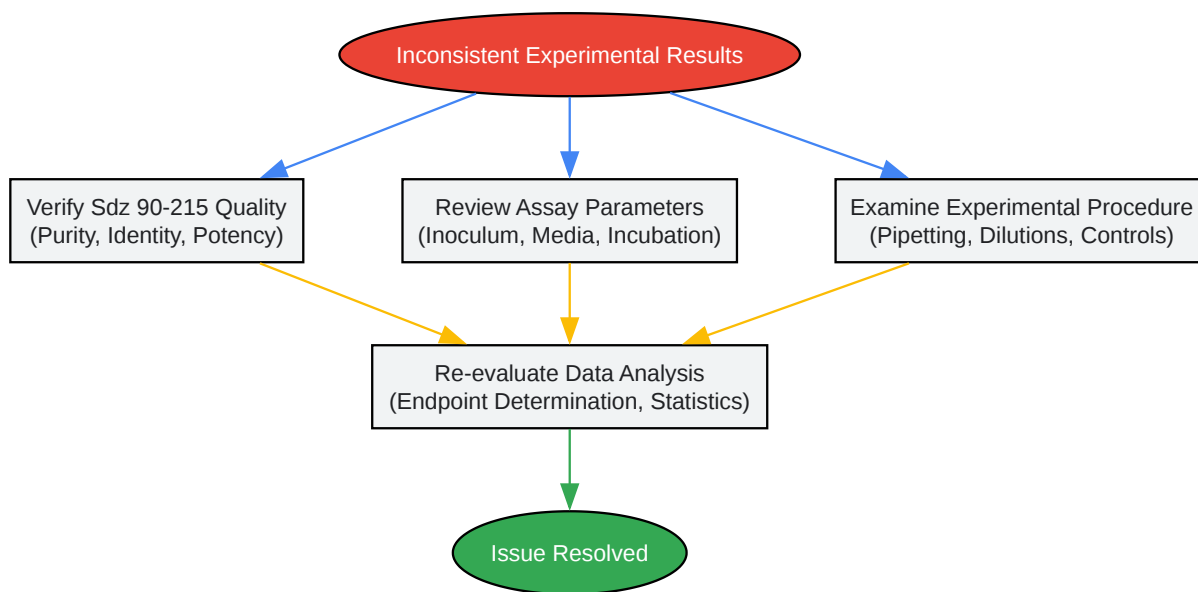 Inconsistent Experimental Results
Verify Sdz 90-215 Quality
(Purity, Identity, Potency)
Review Assay Parameters
(Inoculum, Media, Incubation)
Examine Experimental Procedure
(Pipetting, Dilutions, Controls)
Re-evaluate Data Analysis
(Endpoint Determination, Statistics)
Issue Resolved